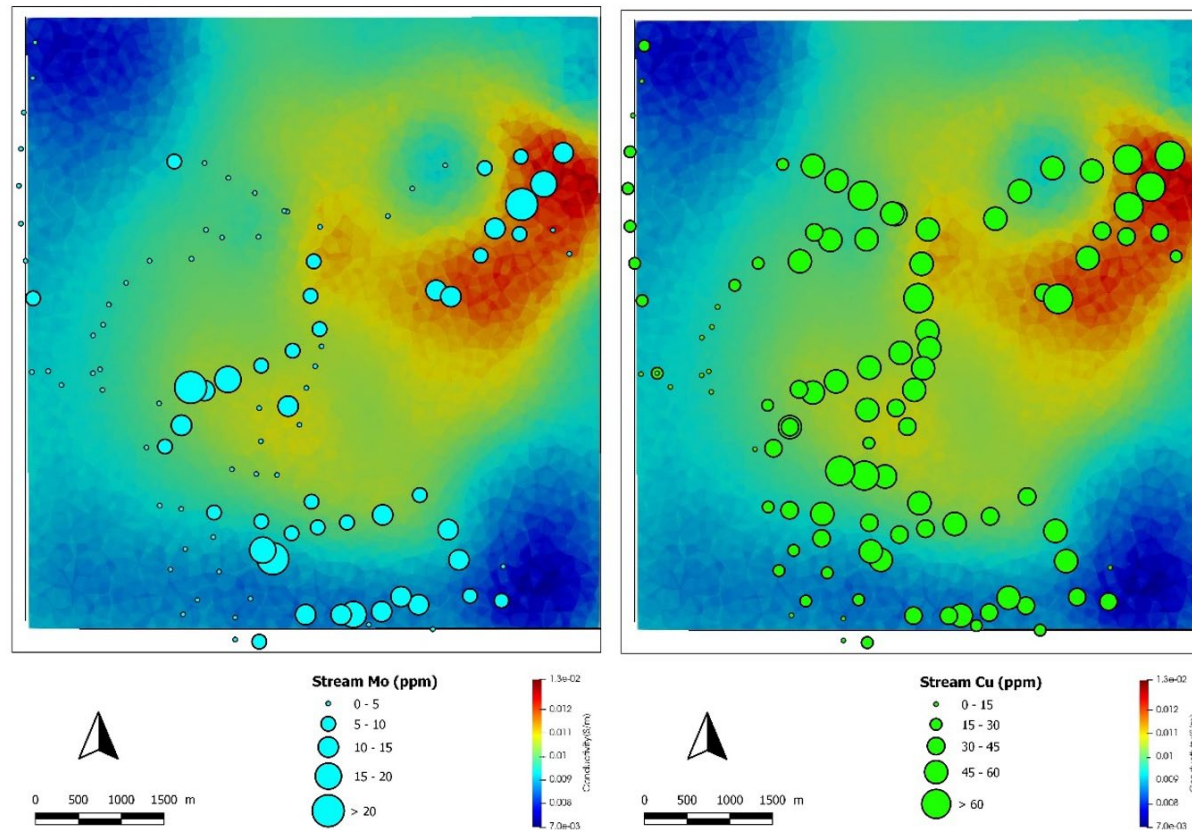 Stream Mo (ppm)
0 - 5
5 - 10
10 - 15
15 - 20
> 20
0 500 1000 1500 m
1.3e-02
0.012
0.011
0.01
0.009
0.008
7.0e-03
Conductivity(S/m)
Stream Cu (ppm)
0 - 15
15 - 30
30 - 45
45 - 60
> 60
0 500 1000 1500 m
1.3e-02
0.012
0.011
0.01
0.009
0.008
7.0e-03